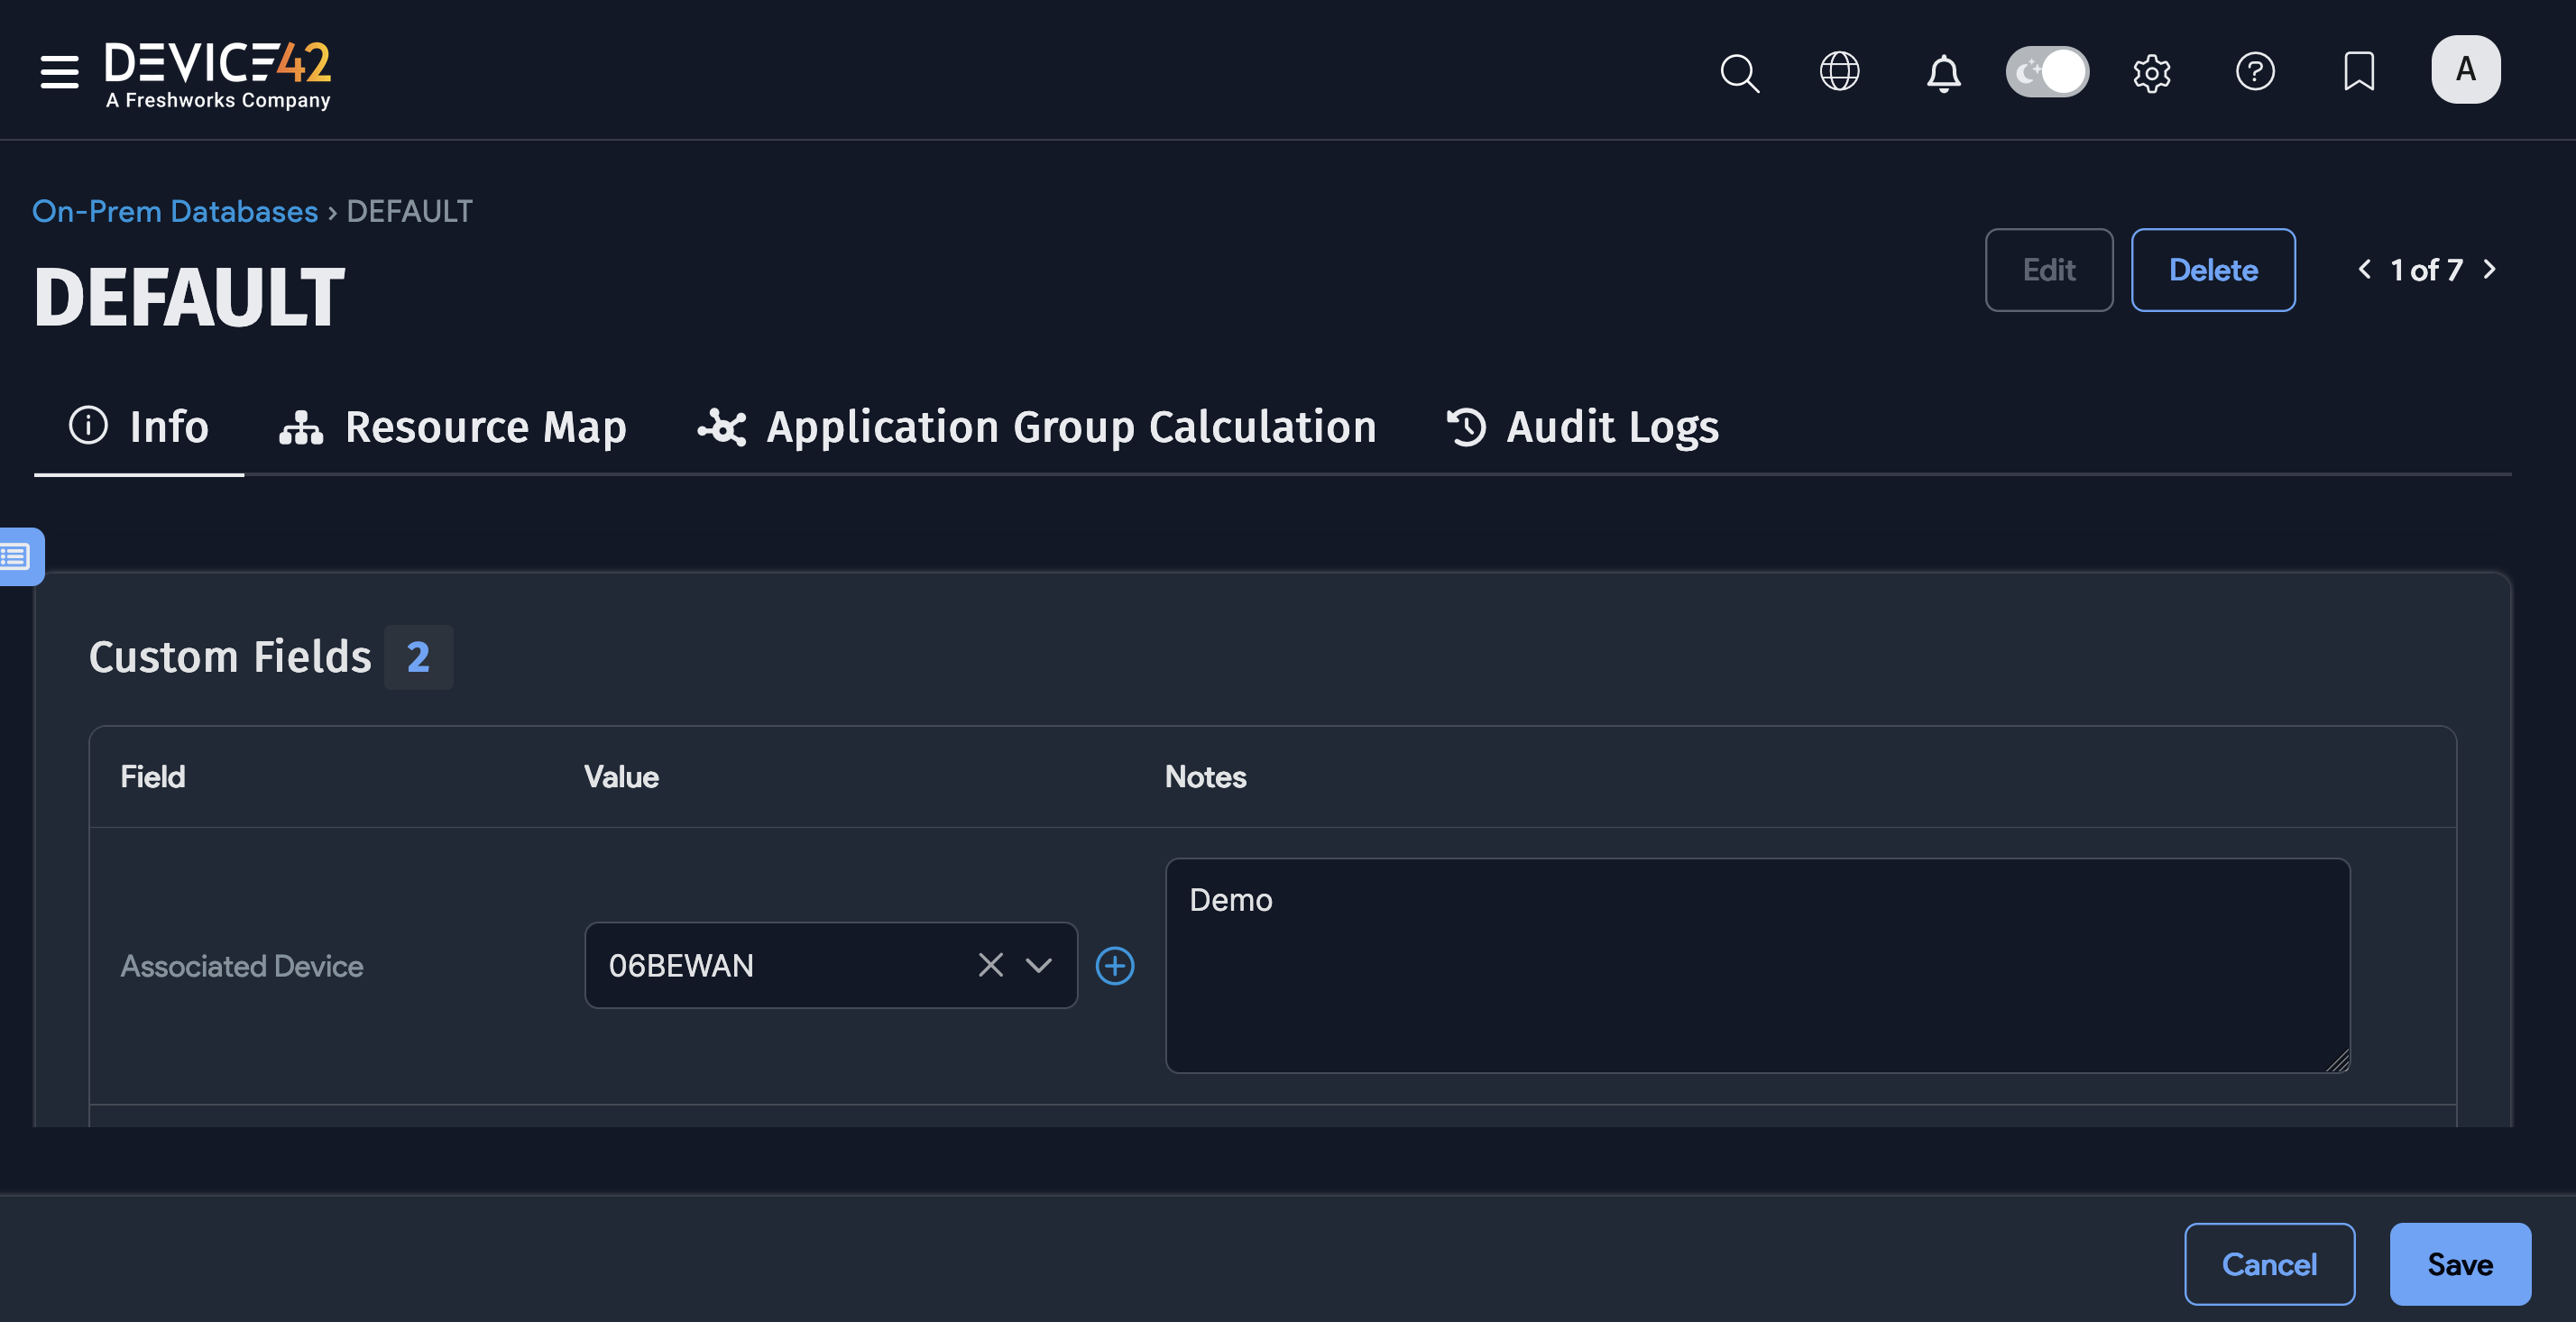 DEVICE42
A Freshworks Company
A
On-Prem Databases › DEFAULT
DEFAULT
Edit
Delete
1 of 7
Info
Resource Map
Application Group Calculation
Audit Logs
Custom Fields 2
Field
Value
Notes
Associated Device
06BEWAN
Demo
Cancel
Save